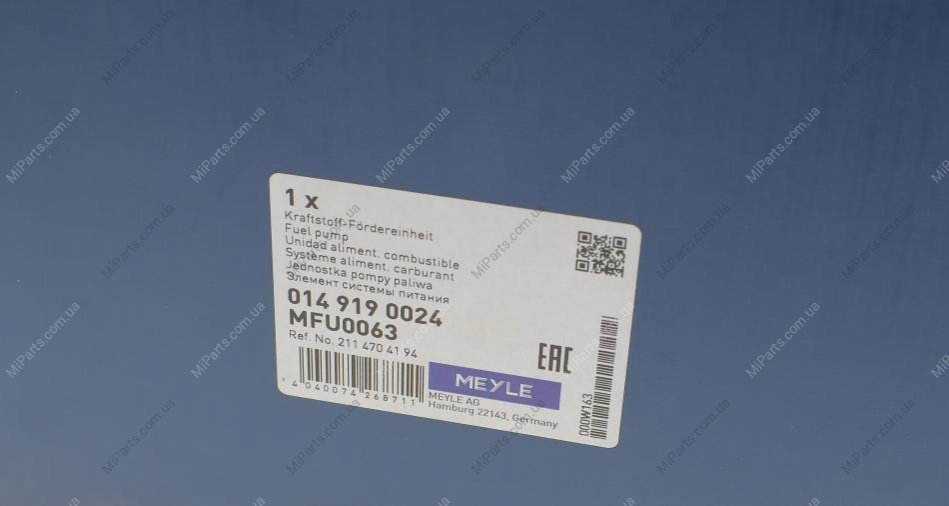 1 x
Kraftstoff-Fördereinheit
Fuel pump
Unidad aliment. combustible
Système aliment. carburant
Jednostka pompy paliwa
Элемент системы питания
014 919 0024
MFU0063
Ref. No. 211 470 41 94
4 040074 268711
EAC
MEYLE
MEYLE AG
Hamburg 22143, Germany
000W163
MiParts.com.ua